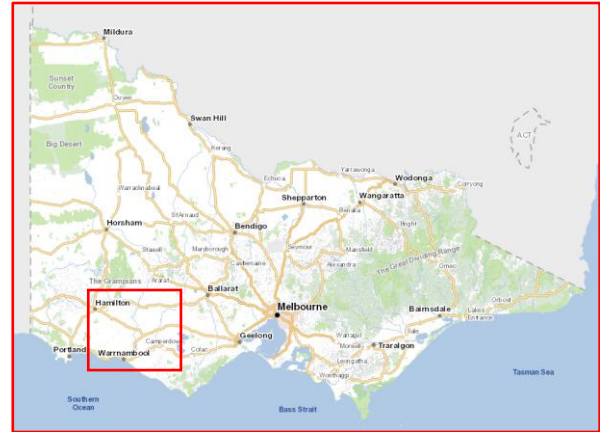 Mildura
Sunset
Country
Ouyen
Swan Hill
Big Desert
Kerang
ACT
Echuca
Yarrawonga
Wodonga
Corryong
Warracknabeal
Shepparton
Wangaratta
Benalla
St Arnaud
Horsham
Bendigo
Bright
Seymour
Mansfield
Stawell
Maryborough
Castlemaine
Alexandra
The Great Dividing Range
Omeo
The Grampians
Ararat
Ballarat
Hamilton
Melbourne
Bairnsdale
Orbost
Lakes
Entrance
Warragul
Sale
Camperdown
Geelong
Morwell
Traralgon
Portland
Warrnambool
Colac
Leongatha
Wonthaggi
Tasman Sea
Southern
Ocean
Bass Strait